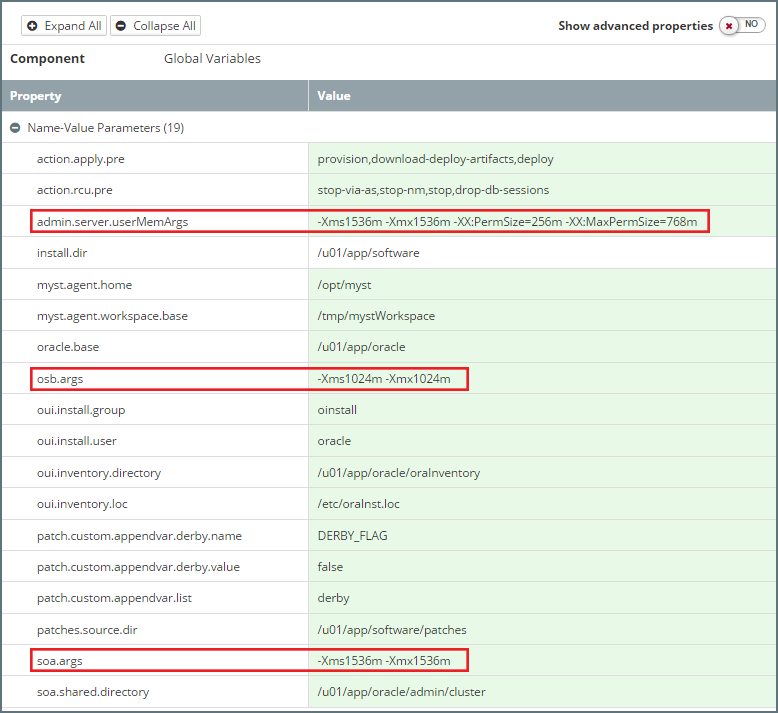 Expand All Collapse All Show advanced properties NO
Component Global Variables
Property Value
Name-Value Parameters (19)
action.apply.pre provision,download-deploy-artifacts,deploy
action.rcu.pre stop-via-as,stop-nm,stop,drop-db-sessions
admin.server.userMemArgs -Xms1536m -Xmx1536m -XX:PermSize=256m -XX:MaxPermSize=768m
install.dir /u01/app/software
myst.agent.home /opt/myst
myst.agent.workspace.base /tmp/mystWorkspace
oracle.base /u01/app/oracle
osb.args -Xms1024m -Xmx1024m
oui.install.group oinstall
oui.install.user oracle
oui.inventory.directory /u01/app/oracle/oraInventory
oui.inventory.loc /etc/oraInst.loc
patch.custom.appendvar.derby.name DERBY_FLAG
patch.custom.appendvar.derby.value false
patch.custom.appendvar.list derby
patches.source.dir /u01/app/software/patches
soa.args -Xms1536m -Xmx1536m
soa.shared.directory /u01/app/oracle/admin/cluster